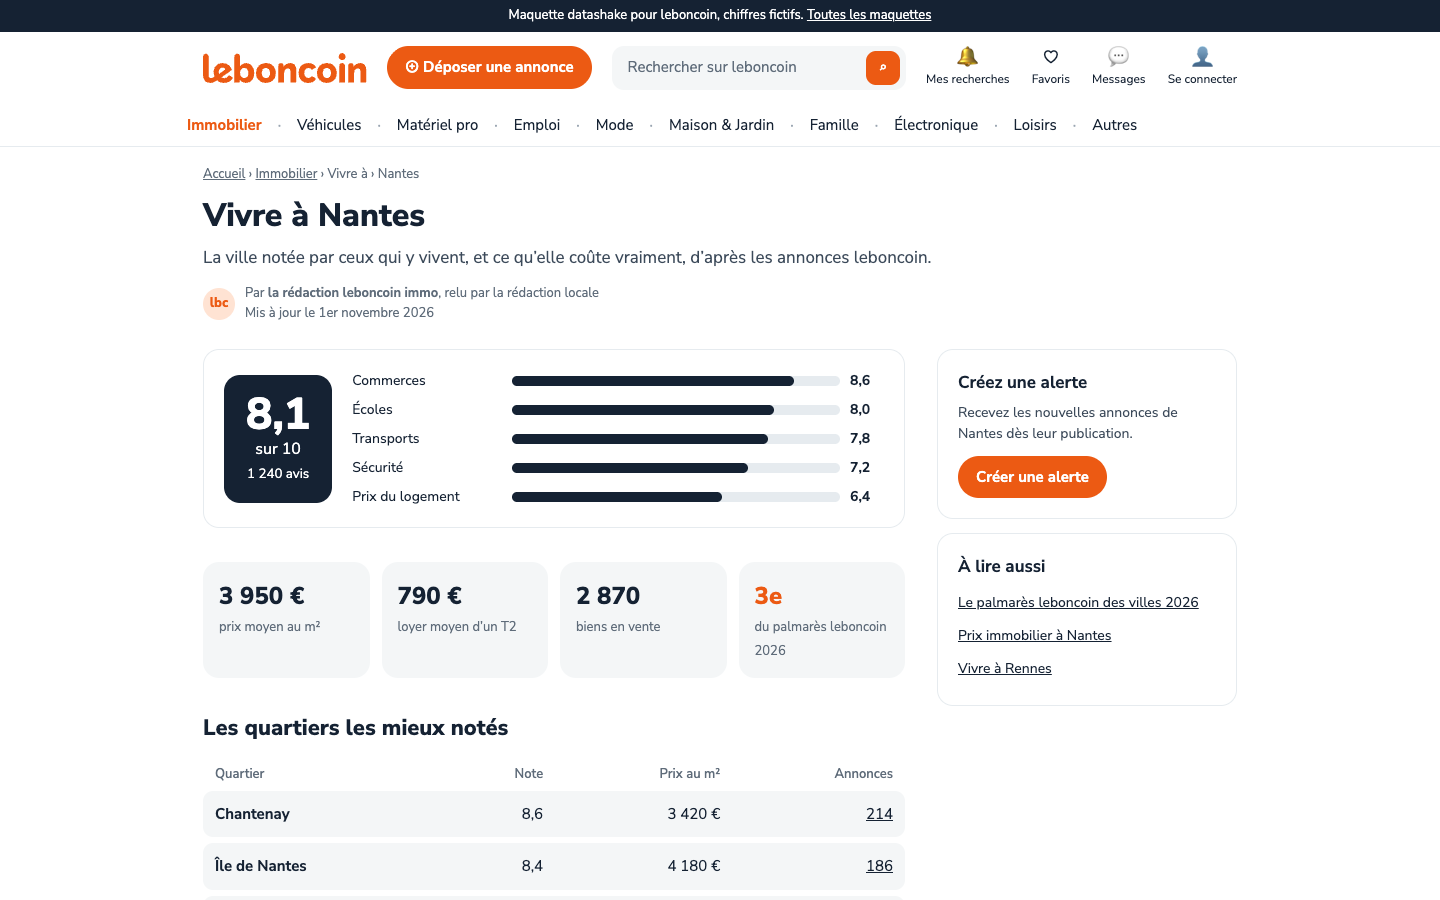 Maquette datashake pour leboncoin, chiffres fictifs. Toutes les maquettes
leboncoin
Déposer une annonce
Rechercher sur leboncoin
Mes recherches
Favoris
Messages
Se connecter
Immobilier · Véhicules · Matériel pro · Emploi · Mode · Maison & Jardin · Famille · Électronique · Loisirs · Autres
Accueil › Immobilier › Vivre à › Nantes
Vivre à Nantes
La ville notée par ceux qui y vivent, et ce qu’elle coûte vraiment, d’après les annonces leboncoin.
lbc
Par la rédaction leboncoin immo, relu par la rédaction locale
Mis à jour le 1er novembre 2026
8,1
sur 10
1 240 avis
Commerces 8,6
Écoles 8,0
Transports 7,8
Sécurité 7,2
Prix du logement 6,4
3 950 €
prix moyen au m²
790 €
loyer moyen d’un T2
2 870
biens en vente
3e
du palmarès leboncoin
2026
Créez une alerte
Recevez les nouvelles annonces de
Nantes dès leur publication.
Créer une alerte
À lire aussi
Le palmarès leboncoin des villes 2026
Prix immobilier à Nantes
Vivre à Rennes
Les quartiers les mieux notés
Quartier Note Prix au m² Annonces
Chantenay 8,6 3 420 € 214
Île de Nantes 8,4 4 180 € 186